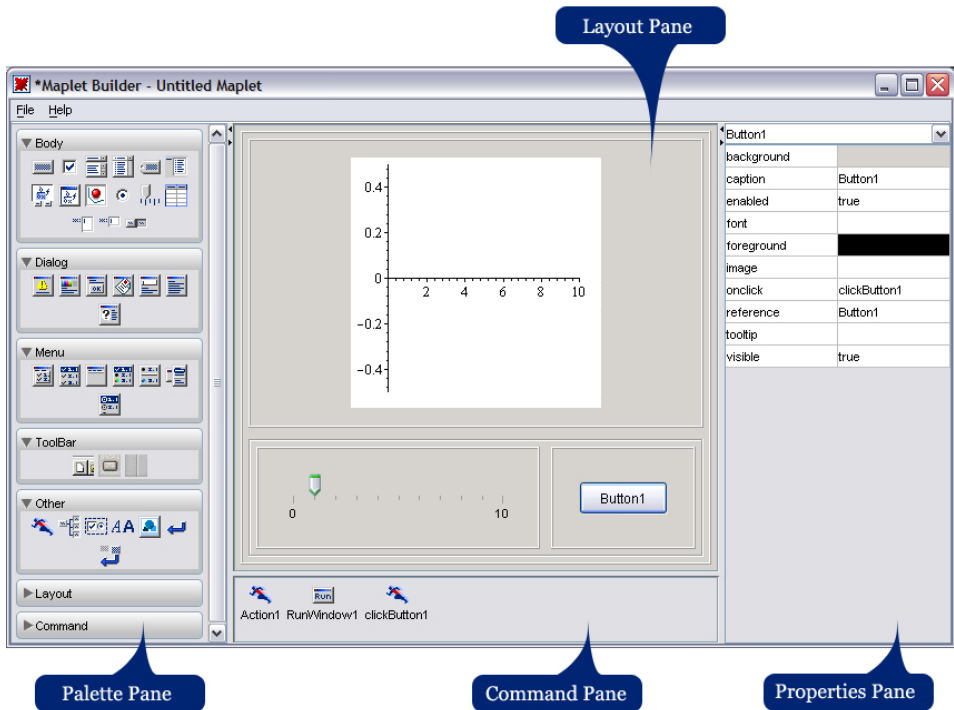 Layout Pane
*Maplet Builder - Untitled Maplet
File Help
Body
Dialog
Menu
ToolBar
Other
Layout
Command
0.4
0.2
0
2 4 6 8 10
−0.2
−0.4
0 10
Button1
Action1 RunWindow1 clickButton1
Run
Button1
background
caption Button1
enabled true
font
foreground
image
onclick clickButton1
reference Button1
tooltip
visible true
Palette Pane
Command Pane
Properties Pane